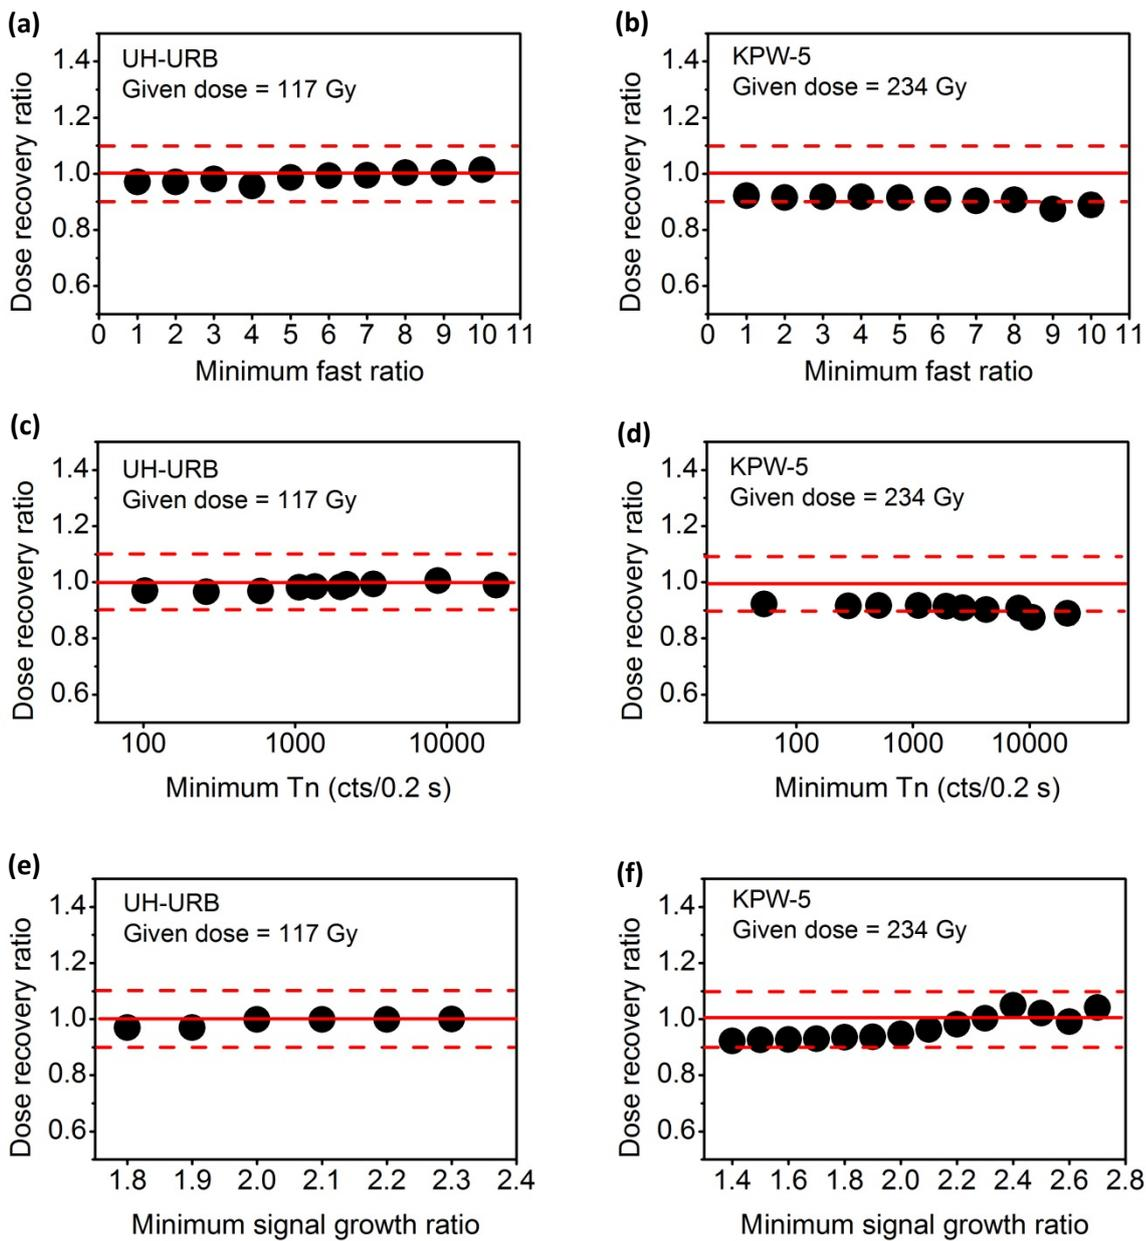 (a)
UH-URB
Given dose = 117 Gy
Dose recovery ratio
1.4
1.2
1.0
0.8
0.6
0 1 2 3 4 5 6 7 8 9 10 11
Minimum fast ratio
(b)
KPW-5
Given dose = 234 Gy
Dose recovery ratio
1.4
1.2
1.0
0.8
0.6
0 1 2 3 4 5 6 7 8 9 10 11
Minimum fast ratio
(c)
UH-URB
Given dose = 117 Gy
Dose recovery ratio
1.4
1.2
1.0
0.8
0.6
100 1000 10000
Minimum Tn (cts/0.2 s)
(d)
KPW-5
Given dose = 234 Gy
Dose recovery ratio
1.4
1.2
1.0
0.8
0.6
100 1000 10000
Minimum Tn (cts/0.2 s)
(e)
UH-URB
Given dose = 117 Gy
Dose recovery ratio
1.4
1.2
1.0
0.8
0.6
1.8 1.9 2.0 2.1 2.2 2.3 2.4
Minimum signal growth ratio
(f)
KPW-5
Given dose = 234 Gy
Dose recovery ratio
1.4
1.2
1.0
0.8
0.6
1.4 1.6 1.8 2.0 2.2 2.4 2.6 2.8
Minimum signal growth ratio